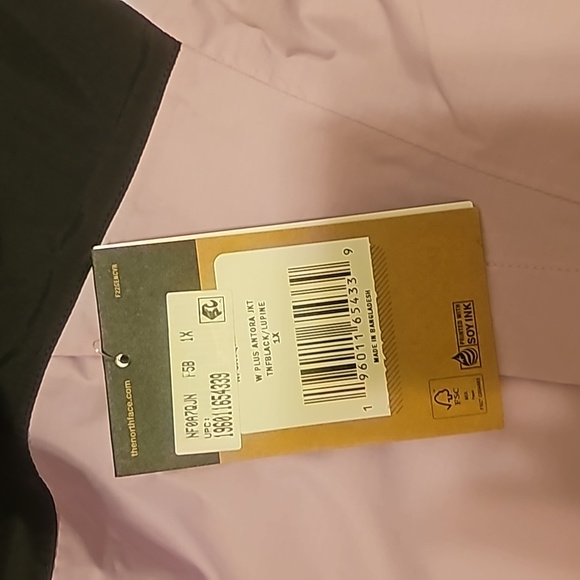 thenorthface.com
NF0A7QJN F5B 1X
UPC:
196011654339
W PLUS ANTORA JKT
TNFBLACK/LUPINE
1X
1 96011 65433 9
MADE IN BANGLADESH
PRINTED WITH
SOY INK
FSC